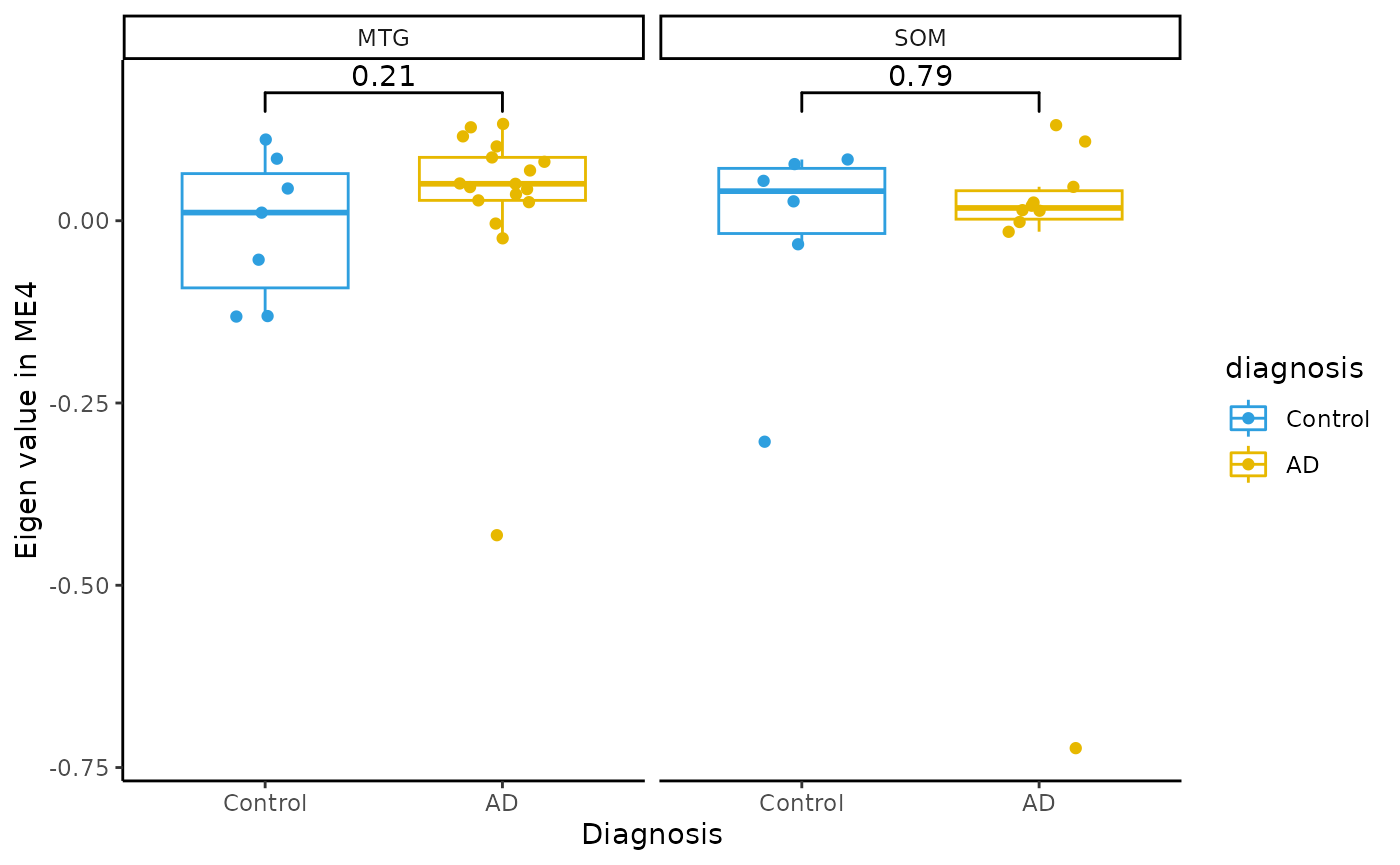 MTG
SOM
0.21
0.79
0.00
-0.25
-0.50
-0.75
Eigen value in ME4
Control
AD
Control
AD
Diagnosis
diagnosis
Control
AD